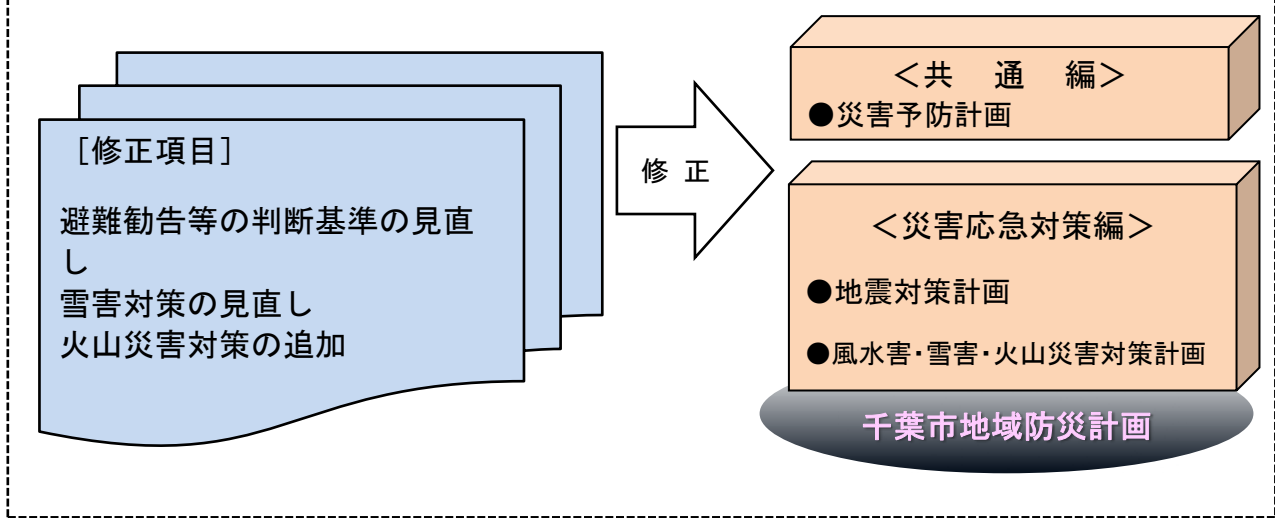 [修正項目]
避難勧告等の判断基準の見直
し
雪害対策の見直し
火山災害対策の追加
修 正
＜共　通　編＞
●災害予防計画
＜災害応急対策編＞
●地震対策計画
●風水害・雪害・火山災害対策計画
千葉市地域防災計画